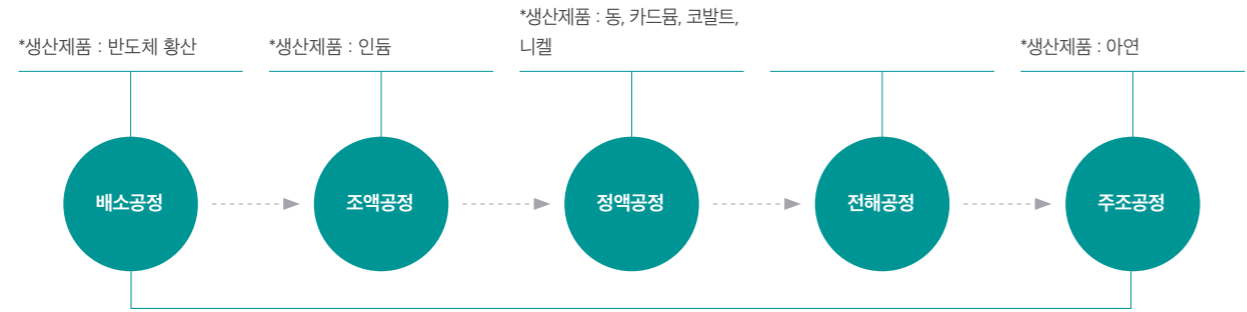 *생산제품 : 반도체 황산
*생산제품 : 인듐
*생산제품 : 동, 카드뮴, 코발트,
니켈
*생산제품 : 아연
배소공정
조액공정
정액공정
전해공정
주조공정